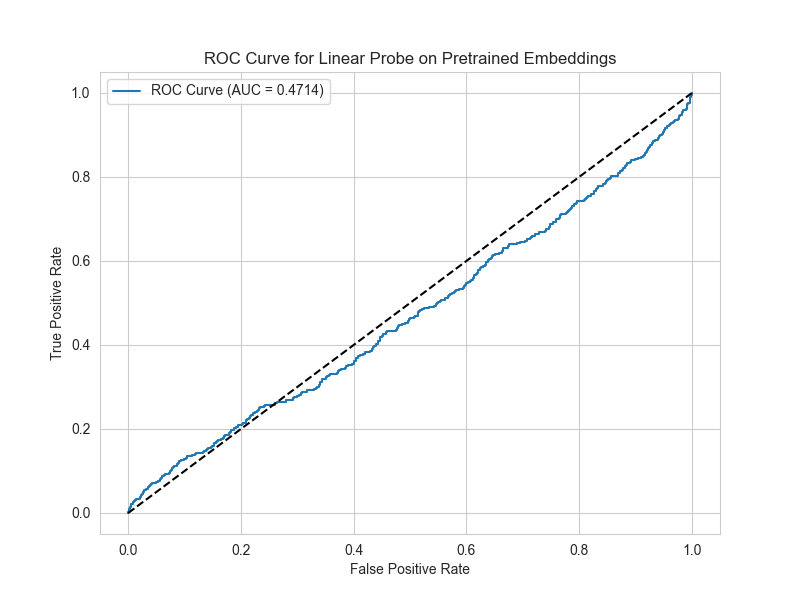 ROC Curve for Linear Probe on Pretrained Embeddings
ROC Curve (AUC = 0.4714)
1.0
0.8
0.6
0.4
0.2
0.0
True Positive Rate
0.0 0.2 0.4 0.6 0.8 1.0
False Positive Rate